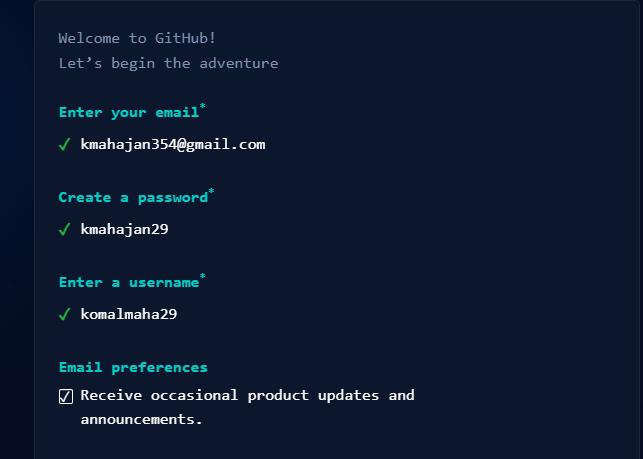 Welcome to GitHub!
Let’s begin the adventure
Enter your email*
✓ kmahajan354@gmail.com
Create a password*
✓ kmahajan29
Enter a username*
✓ komalmaha29
Email preferences
☑ Receive occasional product updates and
announcements.